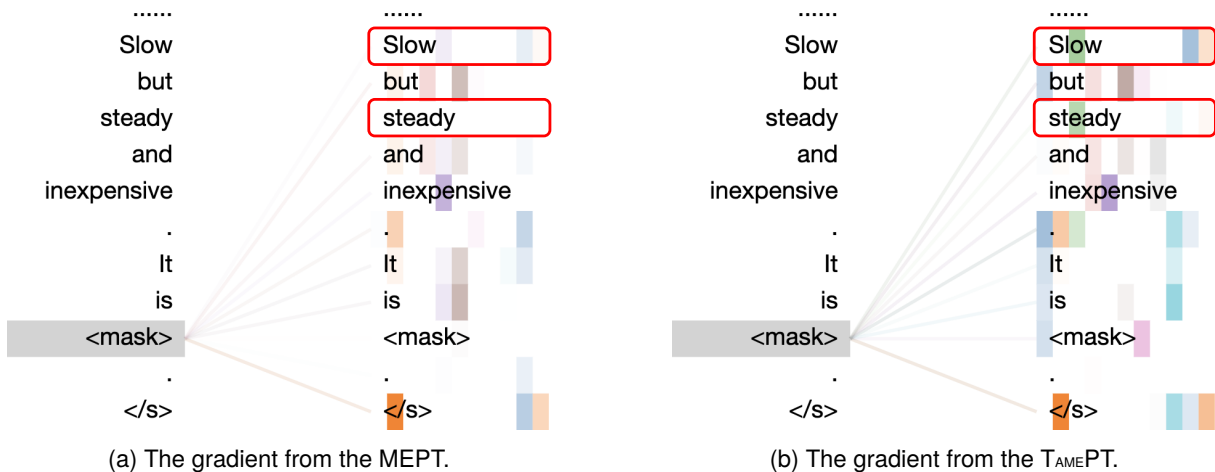 ...... ...... ...... ......
Slow Slow Slow Slow
but but but but
steady steady steady steady
and and and and
inexpensive inexpensive inexpensive inexpensive
. . . .
It It It It
is is is is
<mask> <mask> <mask> <mask>
. . . .
</s> </s> </s> </s>
(a) The gradient from the MEPT. (b) The gradient from the TAMEPT.